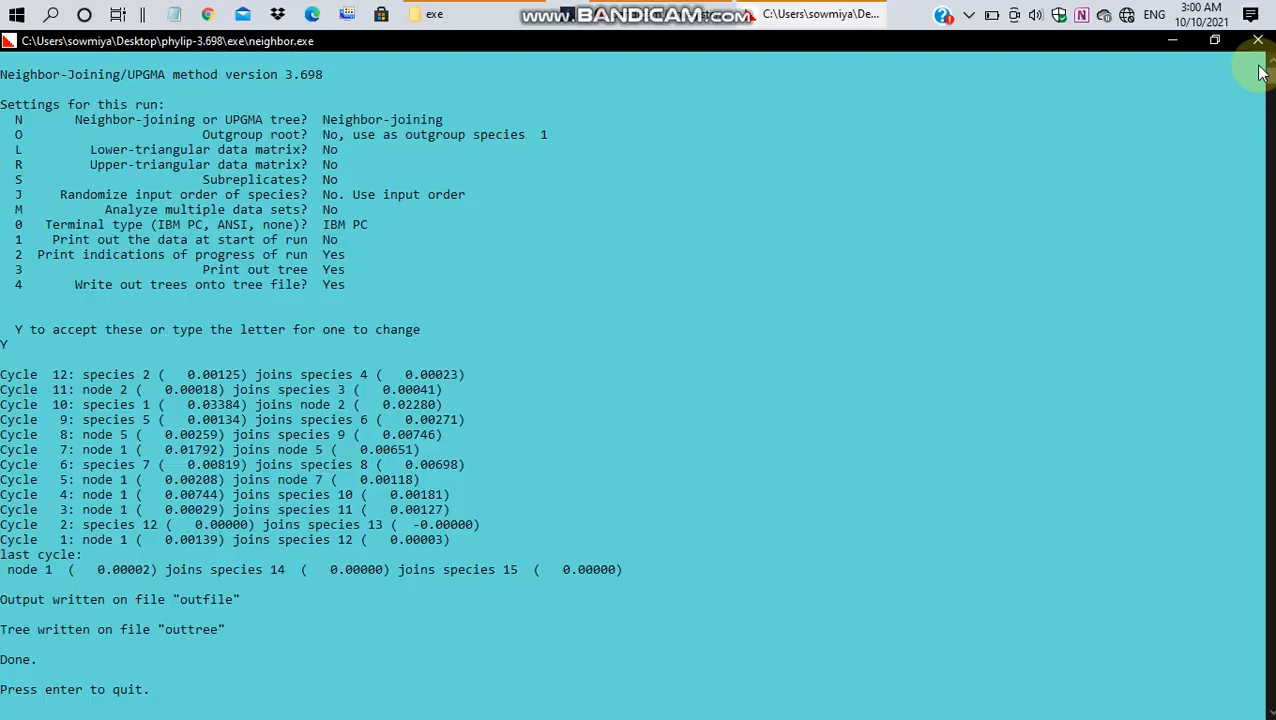 exe
www.BANDICAM.com
C:\Users\sowmiya\De...
ENG
3:00 AM
10/10/2021
C:\Users\sowmiya\Desktop\phylip-3.698\exe\neighbor.exe
Neighbor-Joining/UPGMA method version 3.698
Settings for this run:
N Neighbor-joining or UPGMA tree? Neighbor-joining
O Outgroup root? No, use as outgroup species 1
L Lower-triangular data matrix? No
R Upper-triangular data matrix? No
S Subreplicates? No
J Randomize input order of species? No. Use input order
M Analyze multiple data sets? No
0 Terminal type (IBM PC, ANSI, none)? IBM PC
1 Print out the data at start of run No
2 Print indications of progress of run Yes
3 Print out tree Yes
4 Write out trees onto tree file? Yes
Y to accept these or type the letter for one to change
Y
Cycle 12: species 2 ( 0.00125) joins species 4 ( 0.00023)
Cycle 11: node 2 ( 0.00018) joins species 3 ( 0.00041)
Cycle 10: species 1 ( 0.03384) joins node 2 ( 0.02280)
Cycle 9: species 5 ( 0.00134) joins species 6 ( 0.00271)
Cycle 8: node 5 ( 0.00259) joins species 9 ( 0.00746)
Cycle 7: node 1 ( 0.01792) joins node 5 ( 0.00651)
Cycle 6: species 7 ( 0.00819) joins species 8 ( 0.00698)
Cycle 5: node 1 ( 0.00208) joins node 7 ( 0.00118)
Cycle 4: node 1 ( 0.00744) joins species 10 ( 0.00181)
Cycle 3: node 1 ( 0.00029) joins species 11 ( 0.00127)
Cycle 2: species 12 ( 0.00000) joins species 13 ( -0.00000)
Cycle 1: node 1 ( 0.00139) joins species 12 ( 0.00003)
last cycle:
node 1 ( 0.00002) joins species 14 ( 0.00000) joins species 15 ( 0.00000)
Output written on file "outfile"
Tree written on file "outtree"
Done.
Press enter to quit.